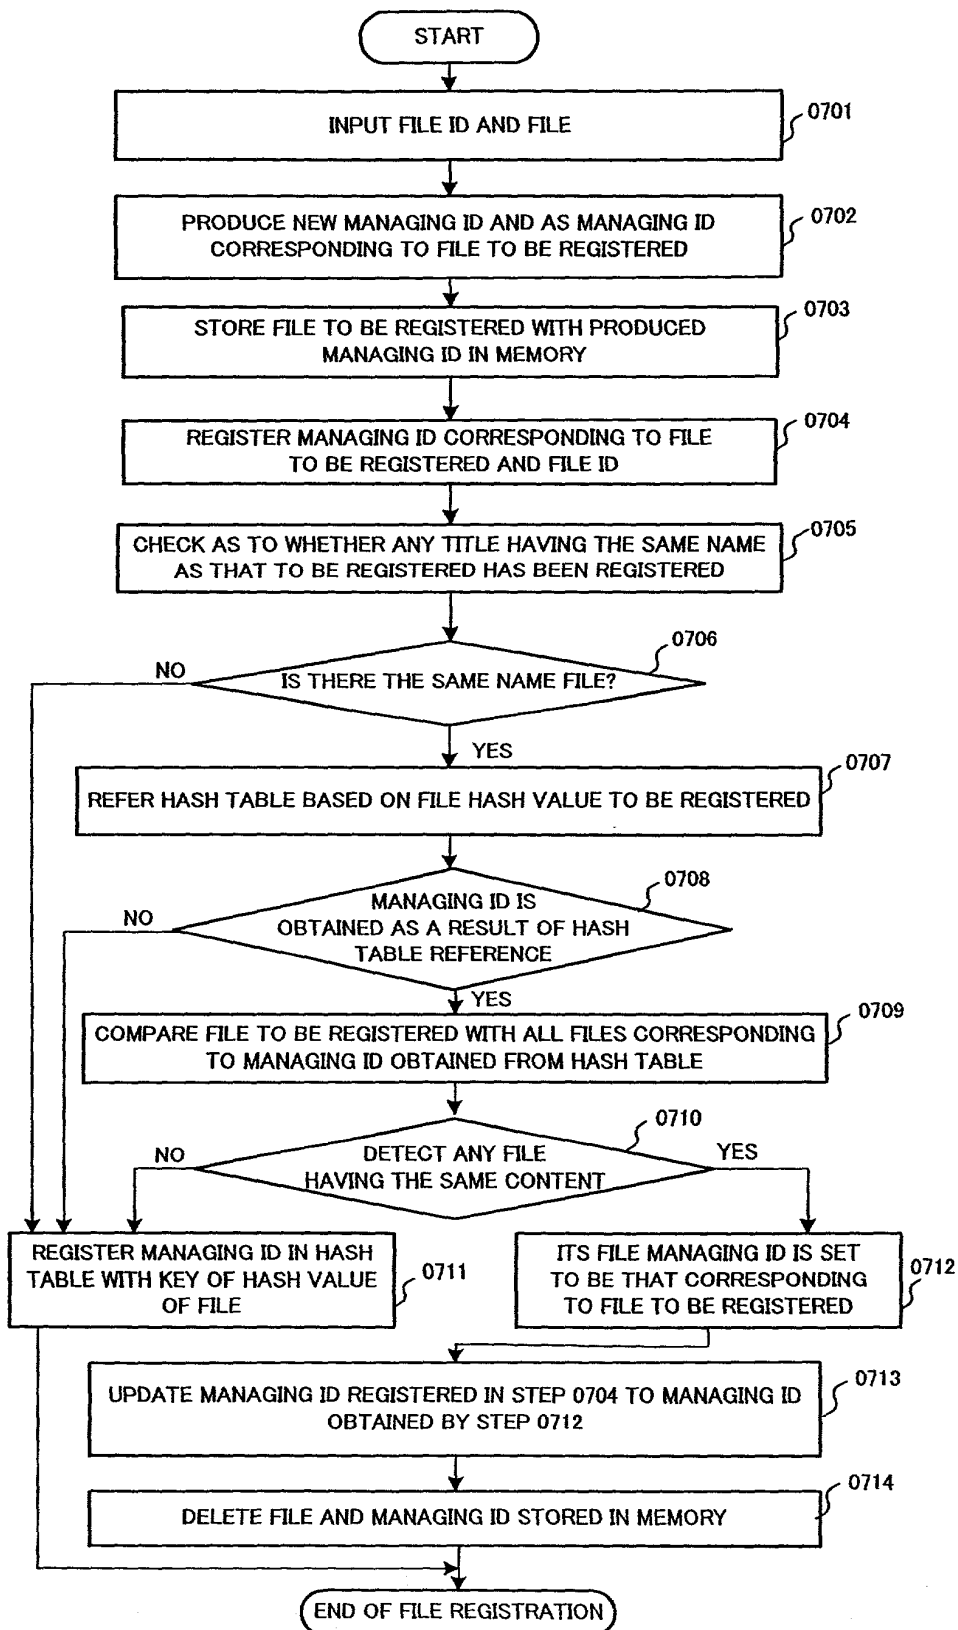 START
INPUT FILE ID AND FILE
0701
PRODUCE NEW MANAGING ID AND AS MANAGING ID
CORRESPONDING TO FILE TO BE REGISTERED
0702
STORE FILE TO BE REGISTERED WITH PRODUCED
MANAGING ID IN MEMORY
0703
REGISTER MANAGING ID CORRESPONDING TO FILE
TO BE REGISTERED AND FILE ID
0704
CHECK AS TO WHETHER ANY TITLE HAVING THE SAME NAME
AS THAT TO BE REGISTERED HAS BEEN REGISTERED
0705
IS THERE THE SAME NAME FILE?
0706
NO
YES
REFER HASH TABLE BASED ON FILE HASH VALUE TO BE REGISTERED
0707
MANAGING ID IS
OBTAINED AS A RESULT OF HASH
TABLE REFERENCE
0708
NO
YES
COMPARE FILE TO BE REGISTERED WITH ALL FILES CORRESPONDING
TO MANAGING ID OBTAINED FROM HASH TABLE
0709
DETECT ANY FILE
HAVING THE SAME CONTENT
0710
NO
YES
REGISTER MANAGING ID IN HASH
TABLE WITH KEY OF HASH VALUE
OF FILE
0711
ITS FILE MANAGING ID IS SET
TO BE THAT CORRESPONDING
TO FILE TO BE REGISTERED
0712
UPDATE MANAGING ID REGISTERED IN STEP 0704 TO MANAGING ID
OBTAINED BY STEP 0712
0713
DELETE FILE AND MANAGING ID STORED IN MEMORY
0714
END OF FILE REGISTRATION